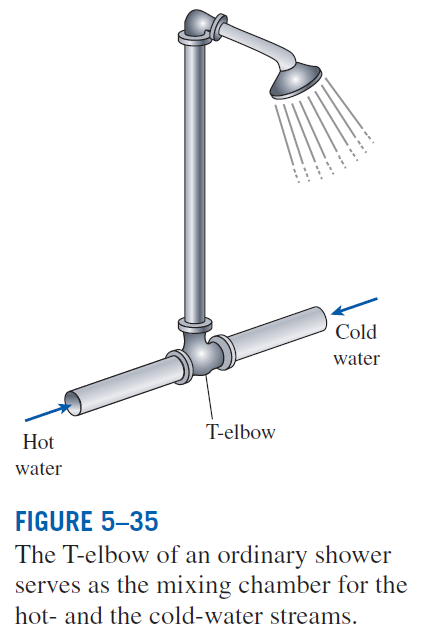 Cold
water
T-elbow
Hot
water
FIGURE 5–35
The T-elbow of an ordinary shower
serves as the mixing chamber for the
hot- and the cold-water streams.